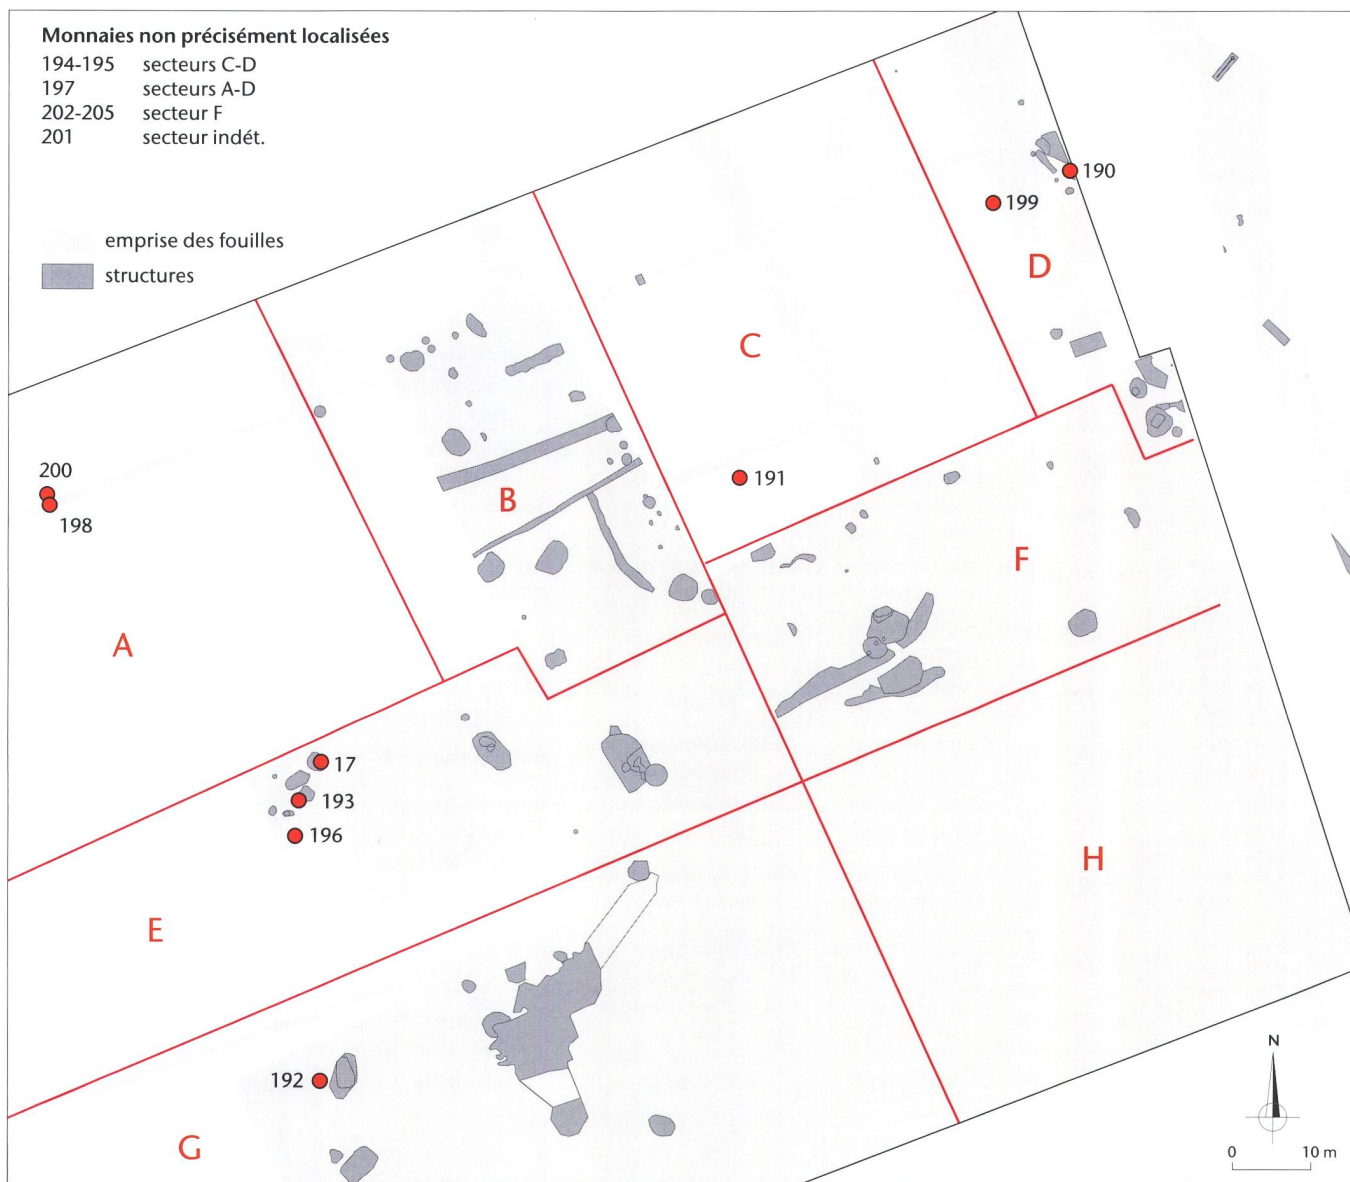 Monnaies non précisément localisées
194-195 secteurs C-D
197 secteurs A-D
202-205 secteur F
201 secteur indét.
emprise des fouilles
structures
190
199
D
C
200
198
B
191
F
A
17
193
196
H
E
192
G
N
0 10 m